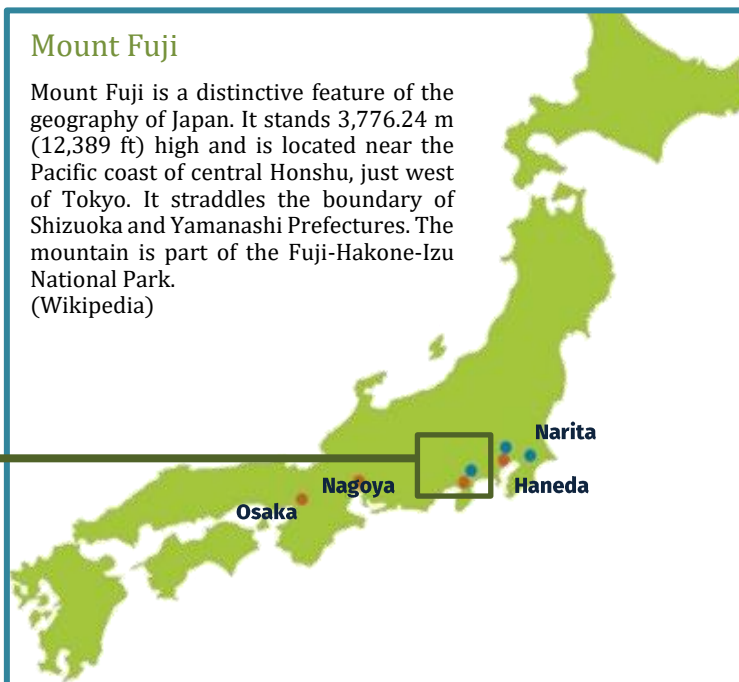 Mount Fuji
Mount Fuji is a distinctive feature of the
geography of Japan. It stands 3,776.24 m
(12,389 ft) high and is located near the
Pacific coast of central Honshu, just west
of Tokyo. It straddles the boundary of
Shizuoka and Yamanashi Prefectures. The
mountain is part of the Fuji-Hakone-Izu
National Park.
(Wikipedia)
Narita
Nagoya
Haneda
Osaka